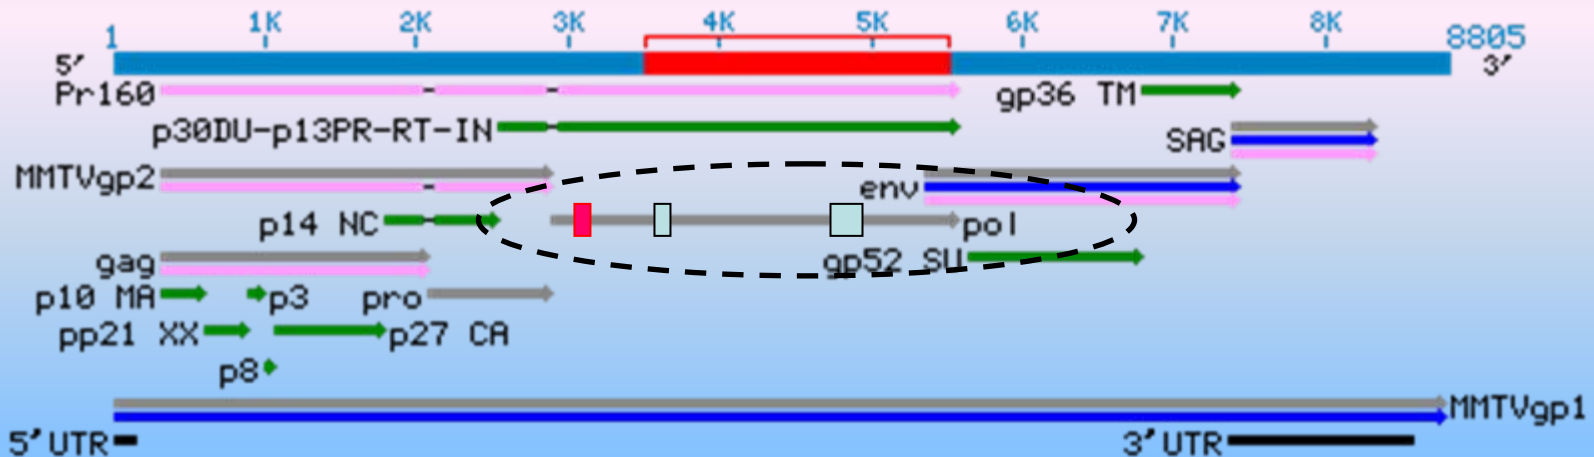 1 1K 2K 3K 4K 5K 6K 7K 8K 8805
5' 3'
Pr160 gp36 TM
p30DU-p13PR-RT-IN SAG
MMTVgp2 env
p14 NC pol
gag gp52 SU
p10 MA p3 pro
pp21 XX p27 CA
p8
MMTVgp1
5'UTR 3'UTR